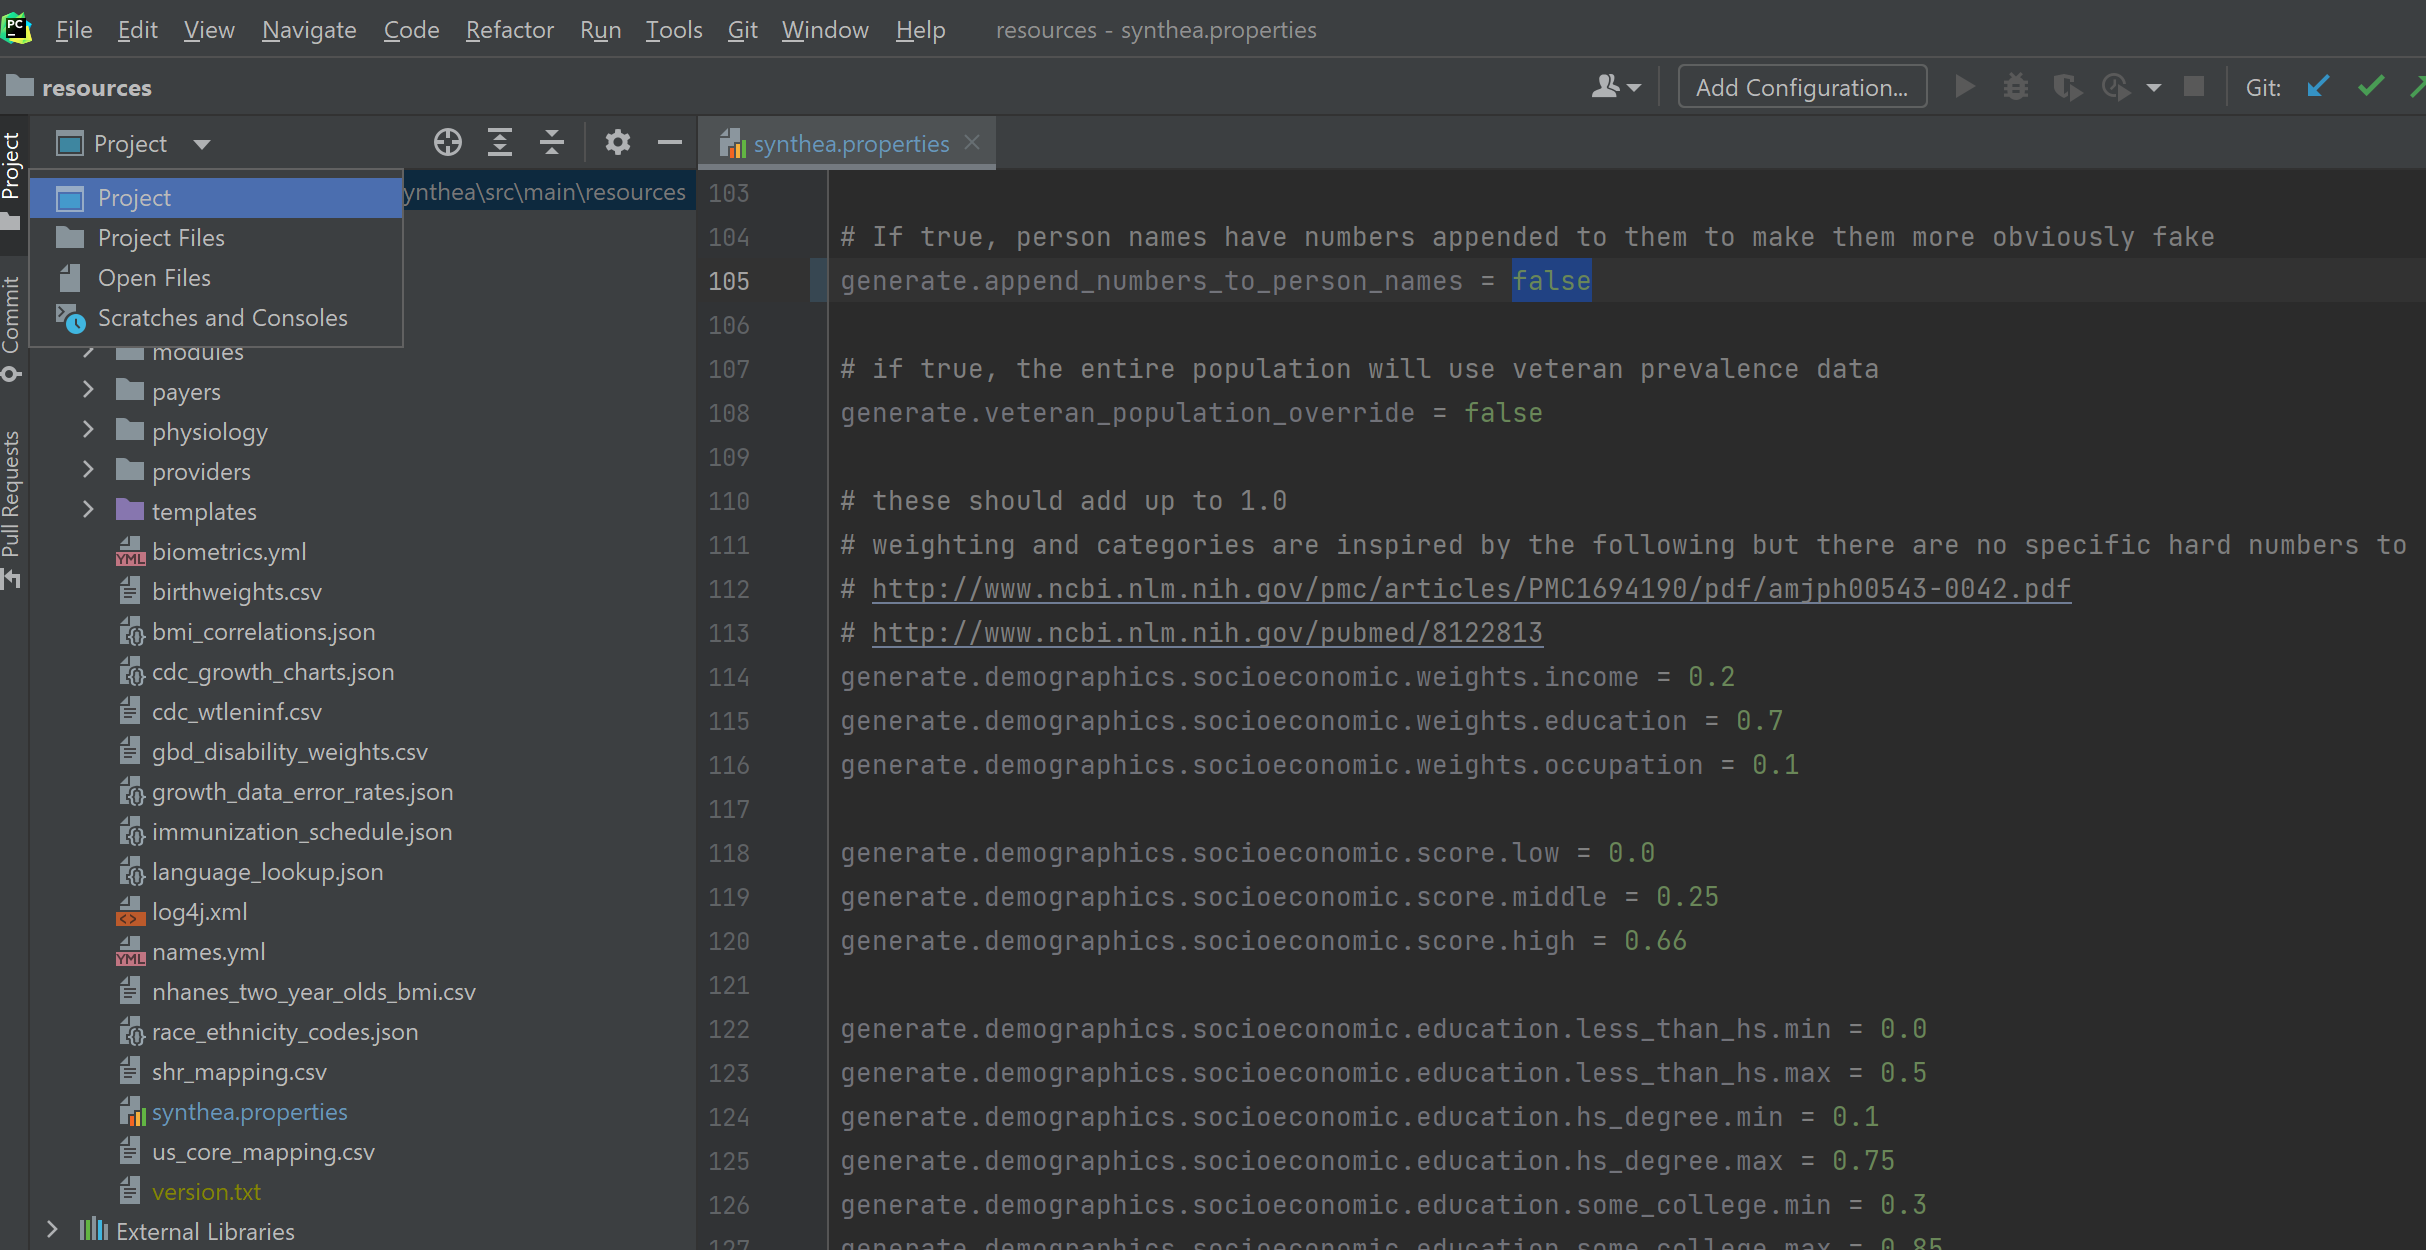 PC
File Edit View Navigate Code Refactor Run Tools Git Window Help resources - synthea.properties
resources
Add Configuration...
Git:
Project
Commit
Pull Requests
Project
Project
Project Files
Open Files
Scratches and Consoles
ynthea\src\main\resources
modules
payers
physiology
providers
templates
biometrics.yml
birthweights.csv
bmi_correlations.json
cdc_growth_charts.json
cdc_wtleninf.csv
gbd_disability_weights.csv
growth_data_error_rates.json
immunization_schedule.json
language_lookup.json
log4j.xml
names.yml
nhanes_two_year_olds_bmi.csv
race_ethnicity_codes.json
shr_mapping.csv
synthea.properties
us_core_mapping.csv
version.txt
External Libraries
synthea.properties
103
104 # If true, person names have numbers appended to them to make them more obviously fake
105 generate.append_numbers_to_person_names = false
106
107 # if true, the entire population will use veteran prevalence data
108 generate.veteran_population_override = false
109
110 # these should add up to 1.0
111 # weighting and categories are inspired by the following but there are no specific hard numbers to
112 # http://www.ncbi.nlm.nih.gov/pmc/articles/PMC1694190/pdf/amjph00543-0042.pdf
113 # http://www.ncbi.nlm.nih.gov/pubmed/8122813
114 generate.demographics.socioeconomic.weights.income = 0.2
115 generate.demographics.socioeconomic.weights.education = 0.7
116 generate.demographics.socioeconomic.weights.occupation = 0.1
117
118 generate.demographics.socioeconomic.score.low = 0.0
119 generate.demographics.socioeconomic.score.middle = 0.25
120 generate.demographics.socioeconomic.score.high = 0.66
121
122 generate.demographics.socioeconomic.education.less_than_hs.min = 0.0
123 generate.demographics.socioeconomic.education.less_than_hs.max = 0.5
124 generate.demographics.socioeconomic.education.hs_degree.min = 0.1
125 generate.demographics.socioeconomic.education.hs_degree.max = 0.75
126 generate.demographics.socioeconomic.education.some_college.min = 0.3
127 generate.demographics.socioeconomic.education.some_college.max = 0.85